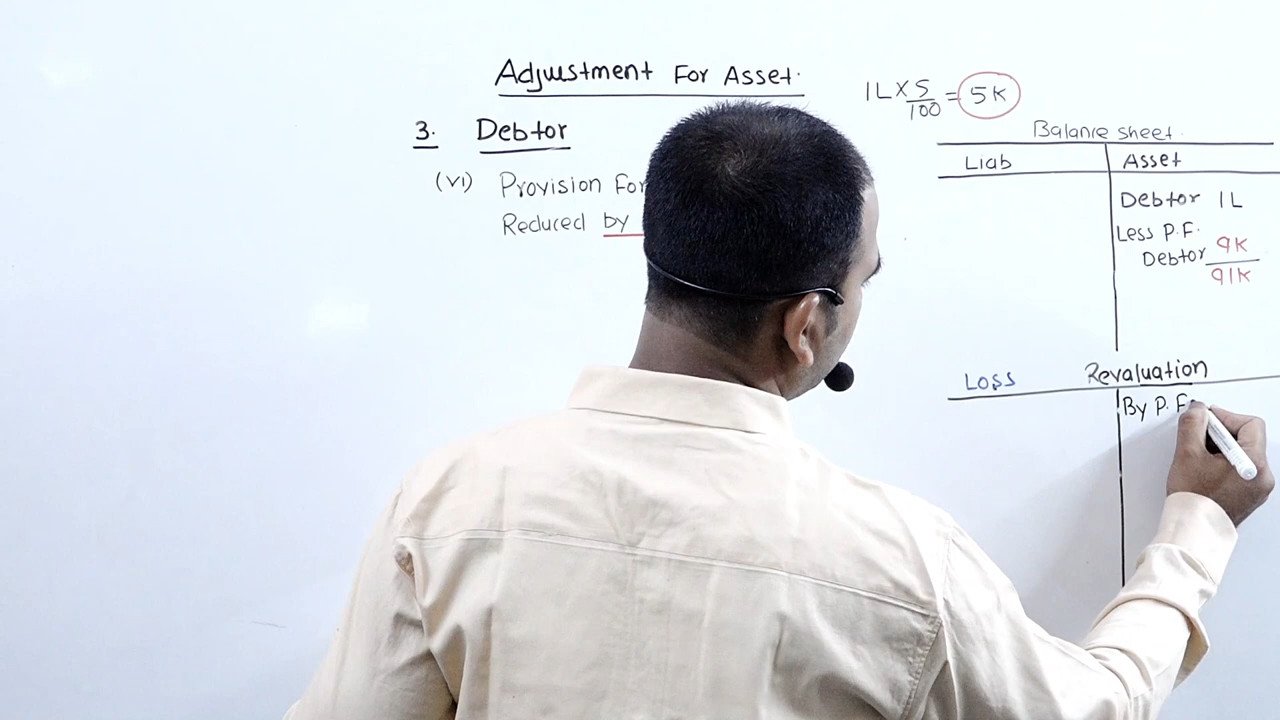 Adjustment For Asset.
3. Debtor
(VI) Provision For
Reduced by
1L X 5/100 = 5K
Balance sheet.
Liab Asset
Debtor 1L
Less P.F.
Debtor 9K
91K
Revaluation
Loss
By P.F